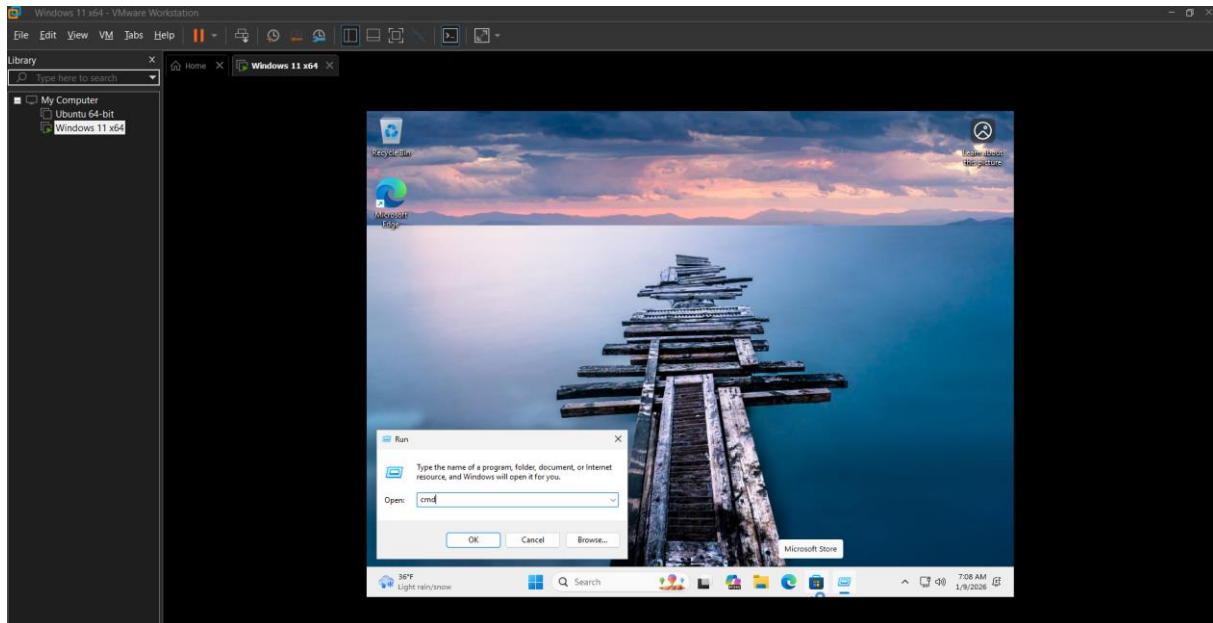 Windows 11 x64 - VMware Workstation
File Edit View VM Tabs Help
Library
Type here to search
My Computer
Ubuntu 64-bit
Windows 11 x64
Home
Windows 11 x64
Recycle Bin
Learn about
this picture
Microsoft
Edge
Run
Type the name of a program, folder, document, or Internet
resource, and Windows will open it for you.
Open: cmd
OK Cancel Browse...
Microsoft Store
36°F
Light rain/snow
Search
7:08 AM
1/9/2026